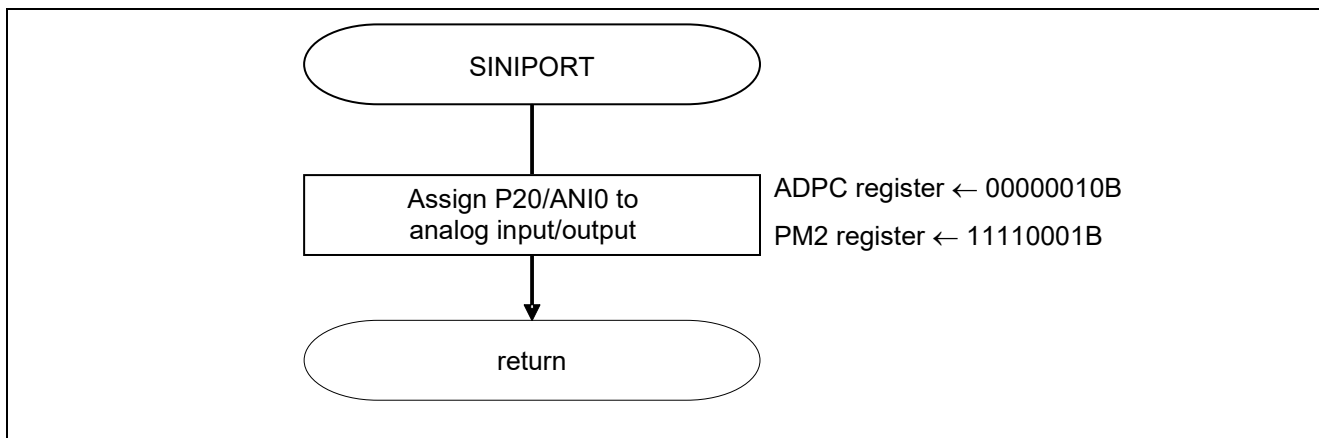 SINIPORT
Assign P20/ANI0 to
analog input/output
ADPC register ← 00000010B
PM2 register ← 11110001B
return